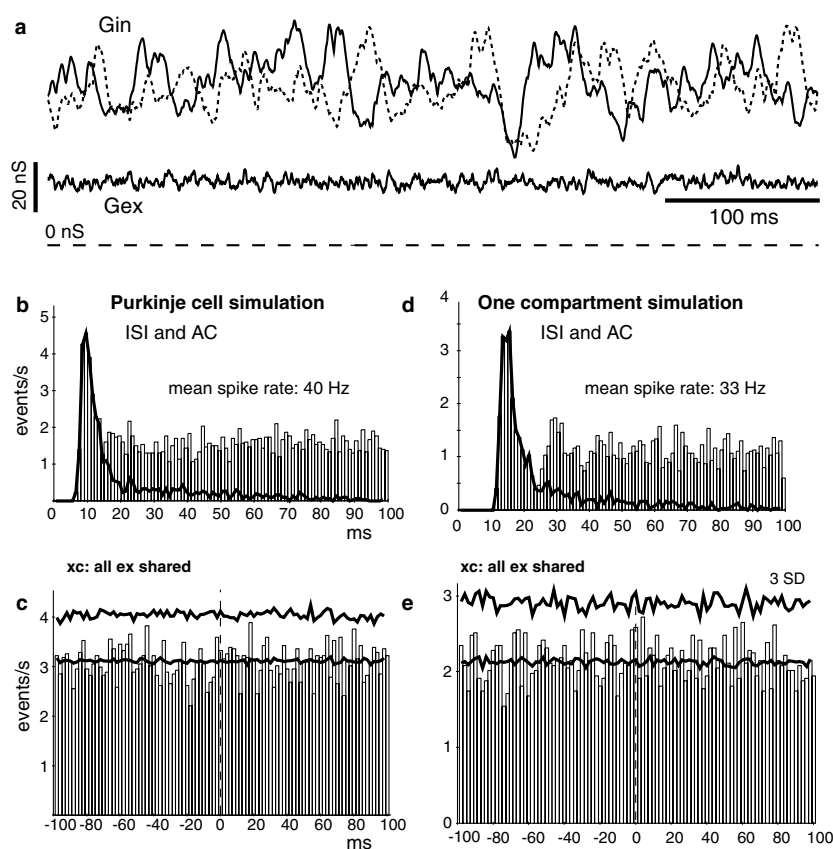 a
Gin
20 nS
Gex
100 ms
0 nS
b Purkinje cell simulation
ISI and AC
mean spike rate: 40 Hz
events/s
5
4
3
2
1
0 10 20 30 40 50 60 70 80 90 100
ms
d One compartment simulation
ISI and AC
mean spike rate: 33 Hz
4
3
2
1
0
0 10 20 30 40 50 60 70 80 90 100
xc: all ex shared
c
events/s
4
3
2
1
-100 -80 -60 -40 -20 0 20 40 60 80 100
ms
xc: all ex shared
e
3 SD
3
2
1
0
-100 -80 -60 -40 -20 0 20 40 60 80 100
ms